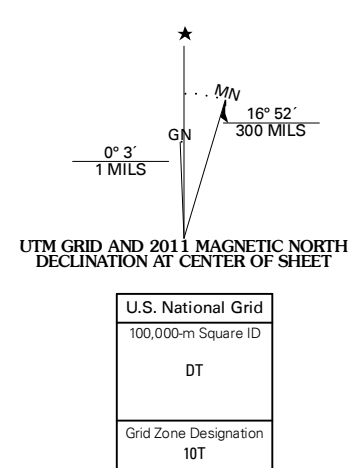 ★
MN
16° 52´
300 MILS
GN
0° 3´
1 MILS
UTM GRID AND 2011 MAGNETIC NORTH
DECLINATION AT CENTER OF SHEET
U.S. National Grid
100,000-m Square ID
DT
Grid Zone Designation
10T